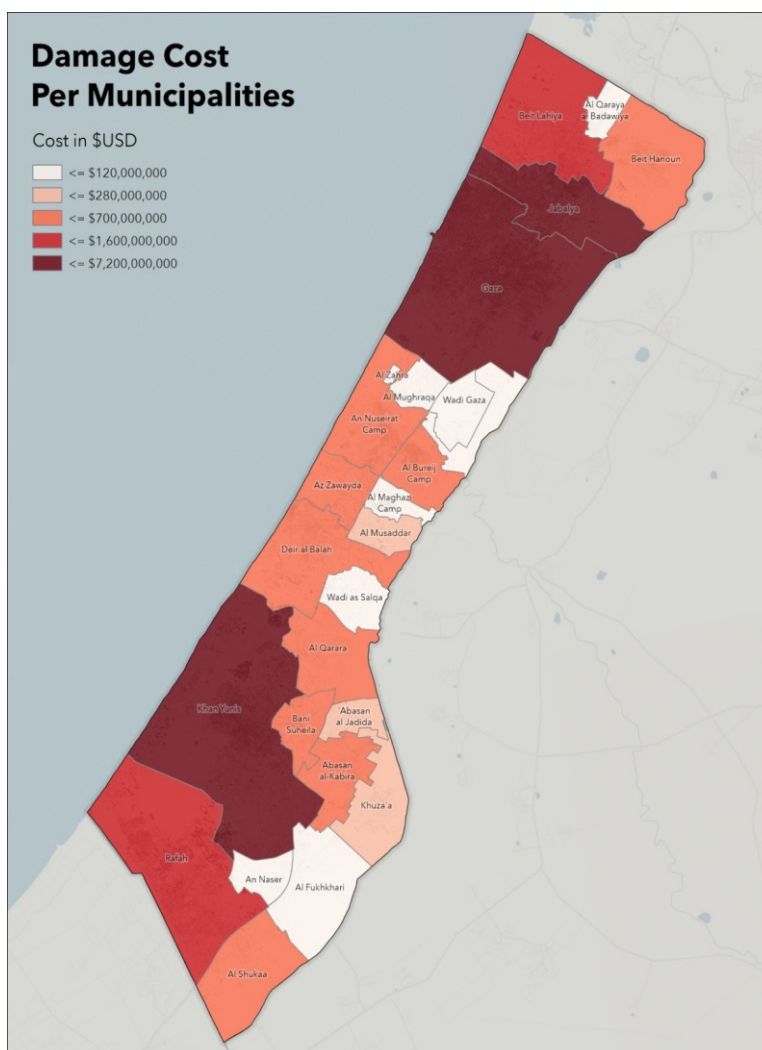 Damage Cost
Per Municipalities
Cost in $USD
<= $120,000,000
<= $280,000,000
<= $700,000,000
<= $1,600,000,000
<= $7,200,000,000
Al Qaraya
al Badawiya
Beit Lahiya
Beit Hanoun
Jabalya
Gaza
Al Zahra
Al Mughraqa
Wadi Gaza
An Nuseirat
Camp
Al Bureij
Camp
Az Zawayda
Al Maghazi
Camp
Al Musaddar
Deir al Balah
Wadi as Salqa
Al Qarara
Khan Yunis
'Abasan
al Jadida
Bani
Suheila
Abasan
al-Kabira
Khuza'a
Rafah
An Naser
Al Fukhkhari
Al Shukaa